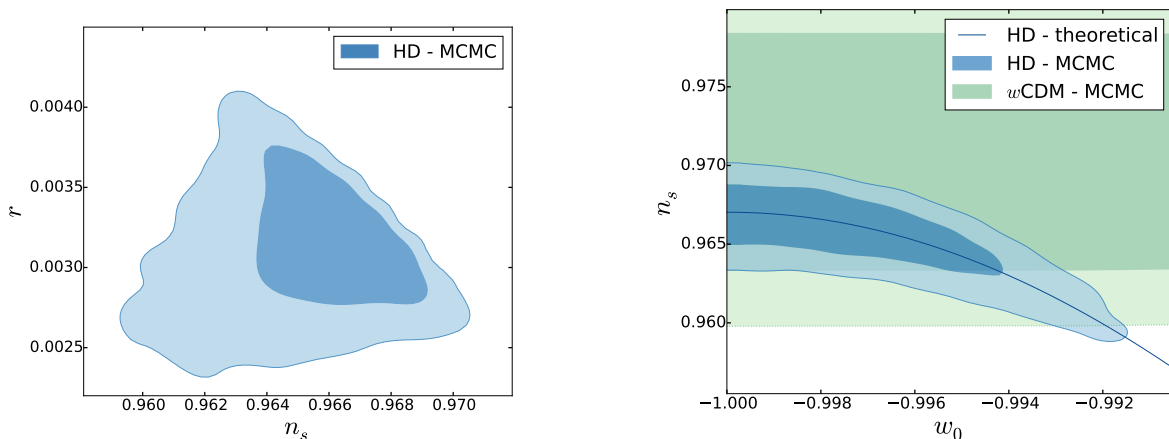 HD - MCMC
0.0040
0.0035
0.0030
0.0025
r
0.960 0.962 0.964 0.966 0.968 0.970
n_s
HD - theoretical
HD - MCMC
wCDM - MCMC
0.975
0.970
0.965
0.960
n_s
−1.000 −0.998 −0.996 −0.994 −0.992
w_0